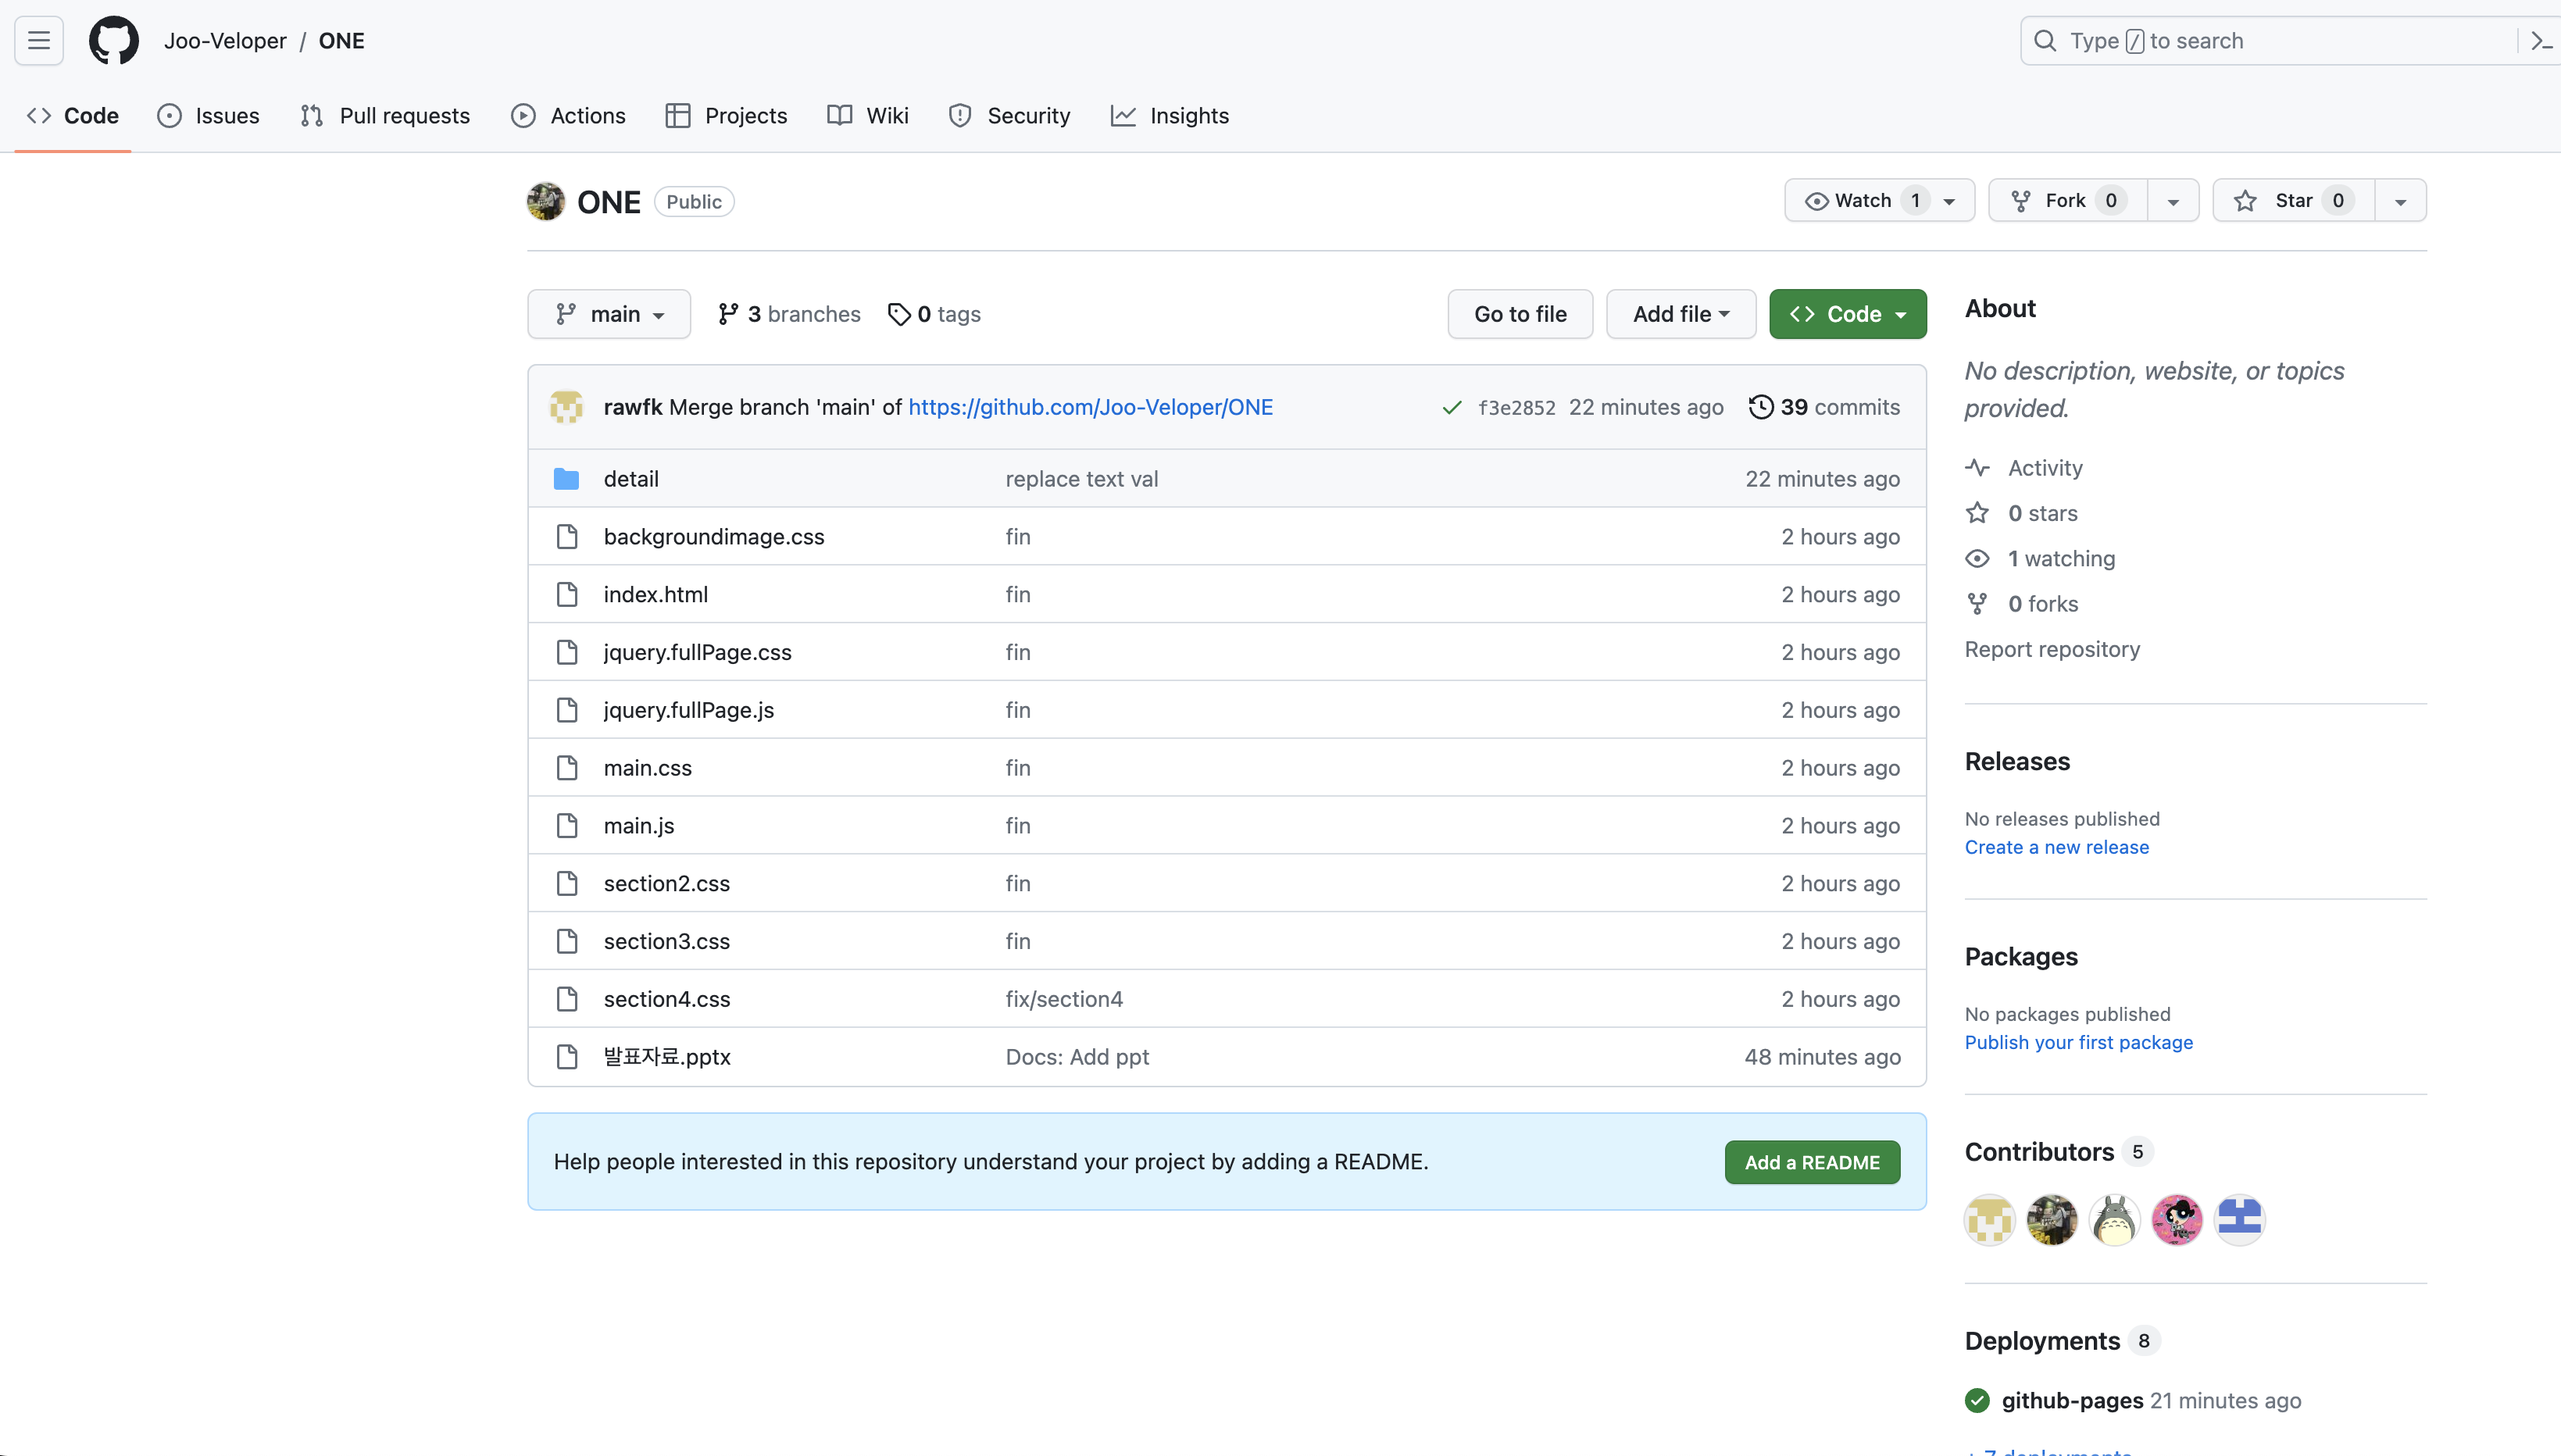 Joo-Veloper / ONE
Type / to search
Code Issues Pull requests Actions Projects Wiki Security Insights
ONE Public
Watch 1 Fork 0 Star 0
main 3 branches 0 tags
Go to file Add file Code
rawfk Merge branch 'main' of https://github.com/Joo-Veloper/ONE f3e2852 22 minutes ago 39 commits
detail replace text val 22 minutes ago
backgroundimage.css fin 2 hours ago
index.html fin 2 hours ago
jquery.fullPage.css fin 2 hours ago
jquery.fullPage.js fin 2 hours ago
main.css fin 2 hours ago
main.js fin 2 hours ago
section2.css fin 2 hours ago
section3.css fin 2 hours ago
section4.css fix/section4 2 hours ago
발표자료.pptx Docs: Add ppt 48 minutes ago
Help people interested in this repository understand your project by adding a README. Add a README
About
No description, website, or topics
provided.
Activity
0 stars
1 watching
0 forks
Report repository
Releases
No releases published
Create a new release
Packages
No packages published
Publish your first package
Contributors 5
Deployments 8
github-pages 21 minutes ago
+ 7 deployments